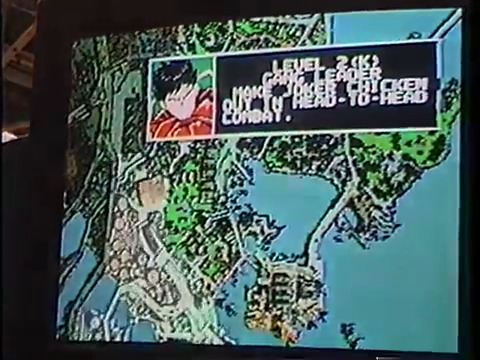 LEVEL 2(K)
GANG LEADER
MAKE JOKER CHICKEN
OUT IN HEAD-TO-HEAD
COMBAT.